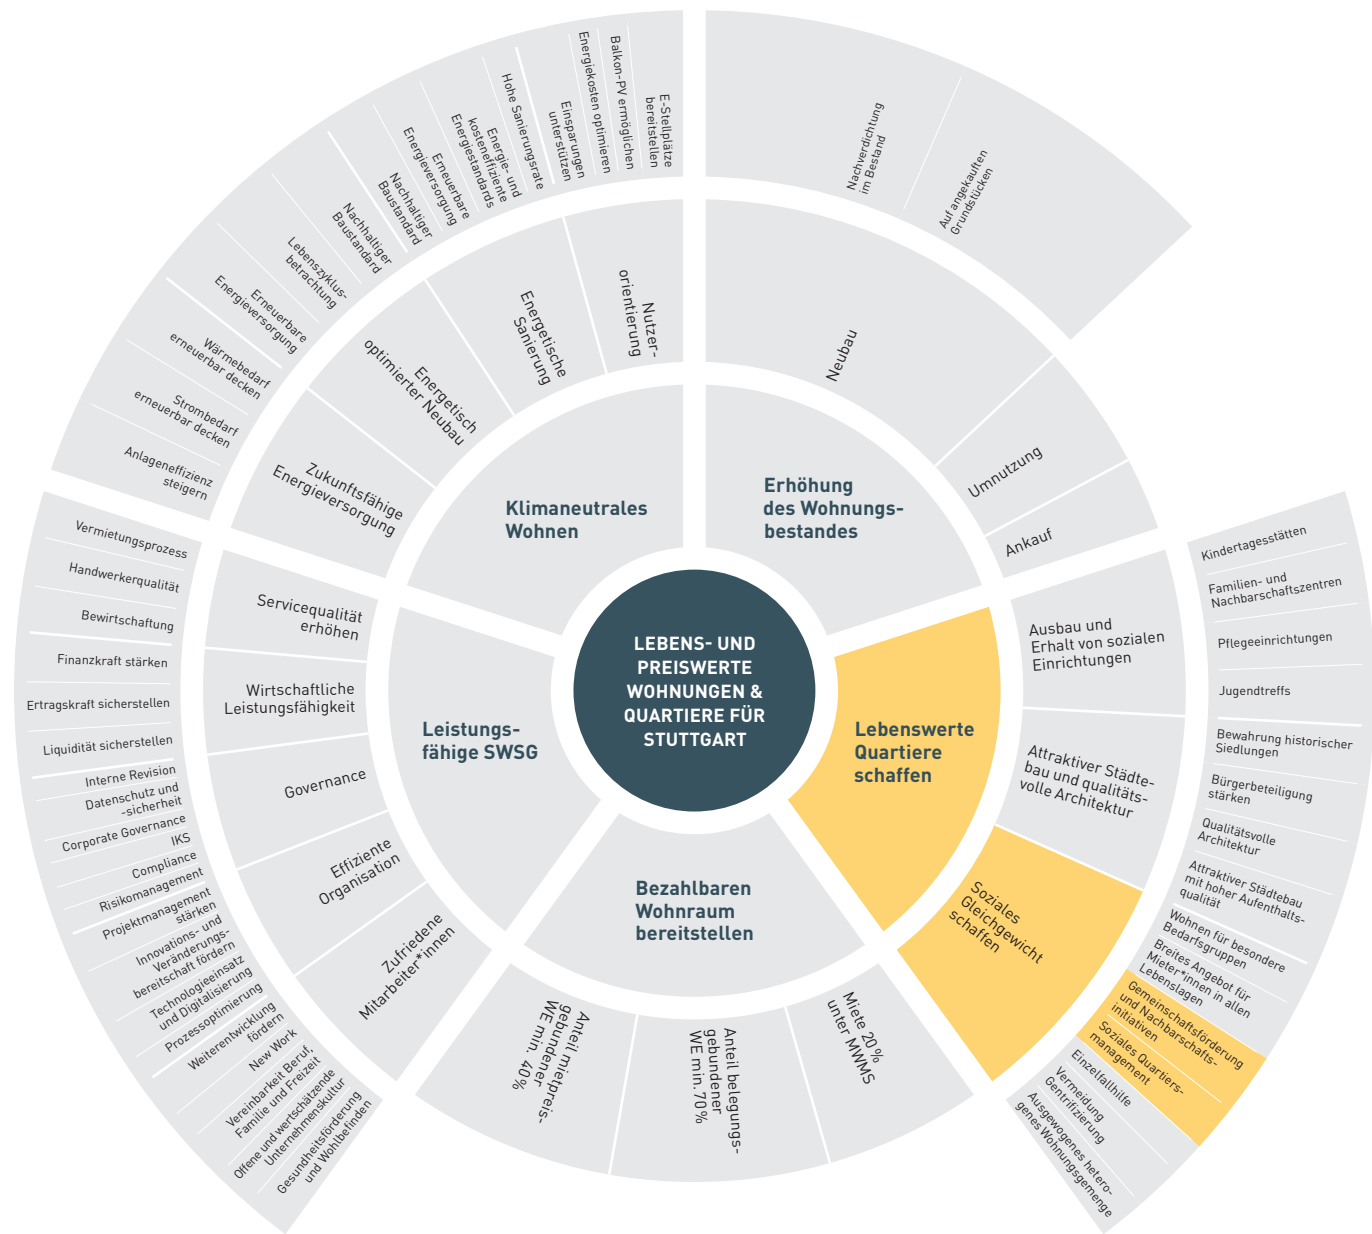 LEBENS- UND
PREISWERTE
WOHNUNGEN &
QUARTIERE FÜR
STUTTGART
Klimaneutrales
Wohnen
Zukunftsfähige
Energieversorgung
Anlageneffizienz
steigern
Strombedarf
erneuerbar decken
Wärmebedarf
erneuerbar decken
Energetisch
optimierter Neubau
Erneuerbare
Energieversorgung
Lebenszyklus-
betrachtung
Nachhaltiger
Baustandard
Energetische
Sanierung
Nachhaltiger
Baustandard
Erneuerbare
Energieversorgung
Energie- und
kosteneffiziente
Energiestandards
Hohe Sanierungsrate
Nutzer-
orientierung
Einsparungen
unterstützen
Energiekosten optimieren
Balkon-PV ermöglichen
E-Stellplätze
bereitstellen
Erhöhung
des Wohnungs-
bestandes
Neubau
Nachverdichtung
im Bestand
Auf angekauften
Grundstücken
Umnutzung
Ankauf
Lebenswerte
Quartiere
schaffen
Ausbau und
Erhalt von sozialen
Einrichtungen
Kindertagesstätten
Familien- und
Nachbarschaftszentren
Pflegeeinrichtungen
Jugendtreffs
Attraktiver Städte-
bau und qualitäts-
volle Architektur
Bewahrung historischer
Siedlungen
Bürgerbeteiligung
stärken
Qualitätsvolle
Architektur
Attraktiver Städtebau
mit hoher Aufenthalts-
qualität
Soziales
Gleichgewicht
schaffen
Wohnen für besondere
Bedarfsgruppen
Breites Angebot für
Mieter*innen in allen
Lebenslagen
Gemeinschaftsförderung
und Nachbarschafts-
initiativen
Soziales Quartiers-
management
Einzelfallhilfe
Vermeidung
Gentrifizierung
Ausgewogenes hetero-
genes Wohnungsgemenge
Bezahlbaren
Wohnraum
bereitstellen
Miete 20 %
unter MWMS
Anteil belegungs-
gebundener
WE min. 70 %
Anteil mietpreis-
gebundener
WE min. 40 %
Leistungs-
fähige SWSG
Servicequalität
erhöhen
Vermietungsprozess
Handwerkerqualität
Bewirtschaftung
Wirtschaftliche
Leistungsfähigkeit
Finanzkraft stärken
Ertragskraft sicherstellen
Liquidität sicherstellen
Governance
Interne Revision
Datenschutz und
-sicherheit
Corporate Governance
IKS
Compliance
Risikomanagement
Effiziente
Organisation
Projektmanagement
stärken
Innovations- und
Veränderungs-
bereitschaft fördern
Technologieeinsatz
und Digitalisierung
Prozessoptimierung
Zufriedene
Mitarbeiter*innen
Weiterentwicklung
fördern
New Work
Vereinbarkeit Beruf,
Familie und Freizeit
Offene und wertschätzende
Unternehmenskultur
Gesundheitsförderung
und Wohlbefinden